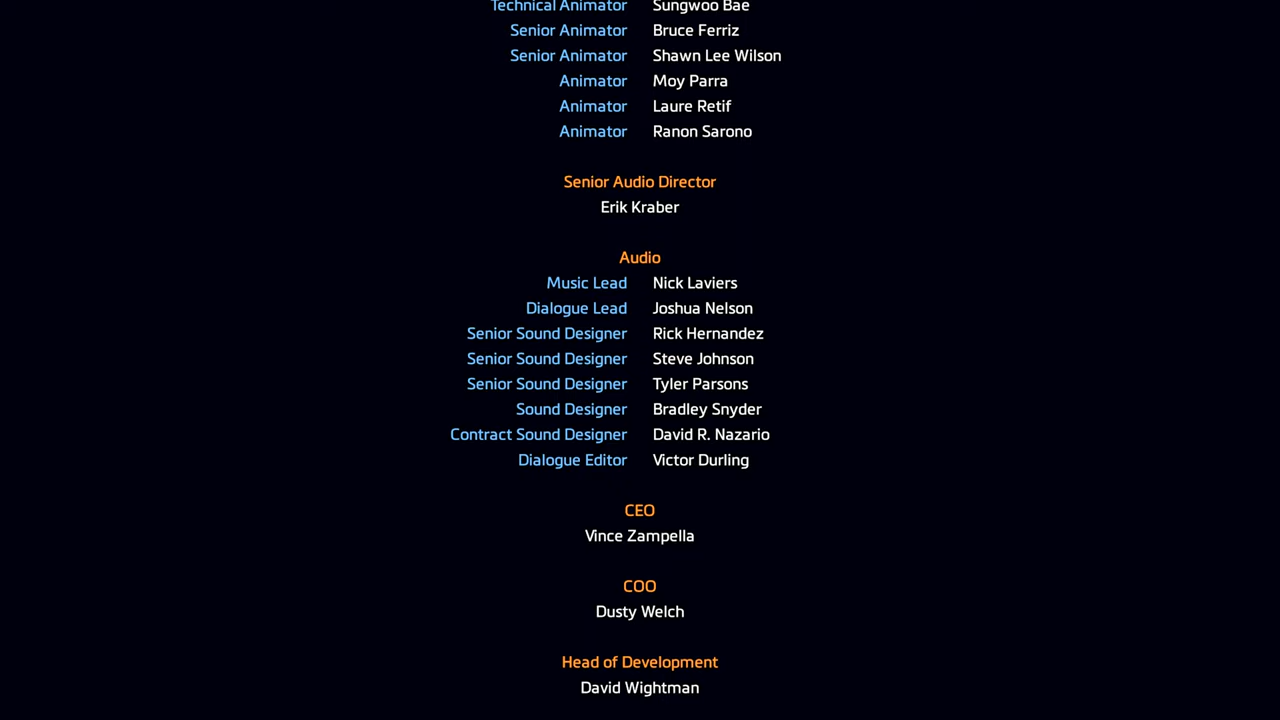 Technical Animator Sungwoo Bae
Senior Animator Bruce Ferriz
Senior Animator Shawn Lee Wilson
Animator Moy Parra
Animator Laure Retif
Animator Ranon Sarono
Senior Audio Director
Erik Kraber
Audio
Music Lead Nick Laviers
Dialogue Lead Joshua Nelson
Senior Sound Designer Rick Hernandez
Senior Sound Designer Steve Johnson
Senior Sound Designer Tyler Parsons
Sound Designer Bradley Snyder
Contract Sound Designer David R. Nazario
Dialogue Editor Victor Durling
CEO
Vince Zampella
COO
Dusty Welch
Head of Development
David Wightman